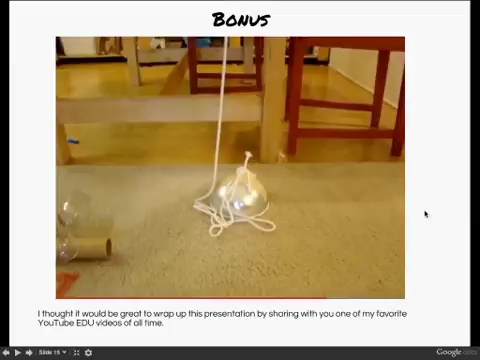 BONUS
I thought it would be great to wrap up this presentation by sharing with you one of my favorite
YouTube EDU videos of all time.
Slide 15
Google